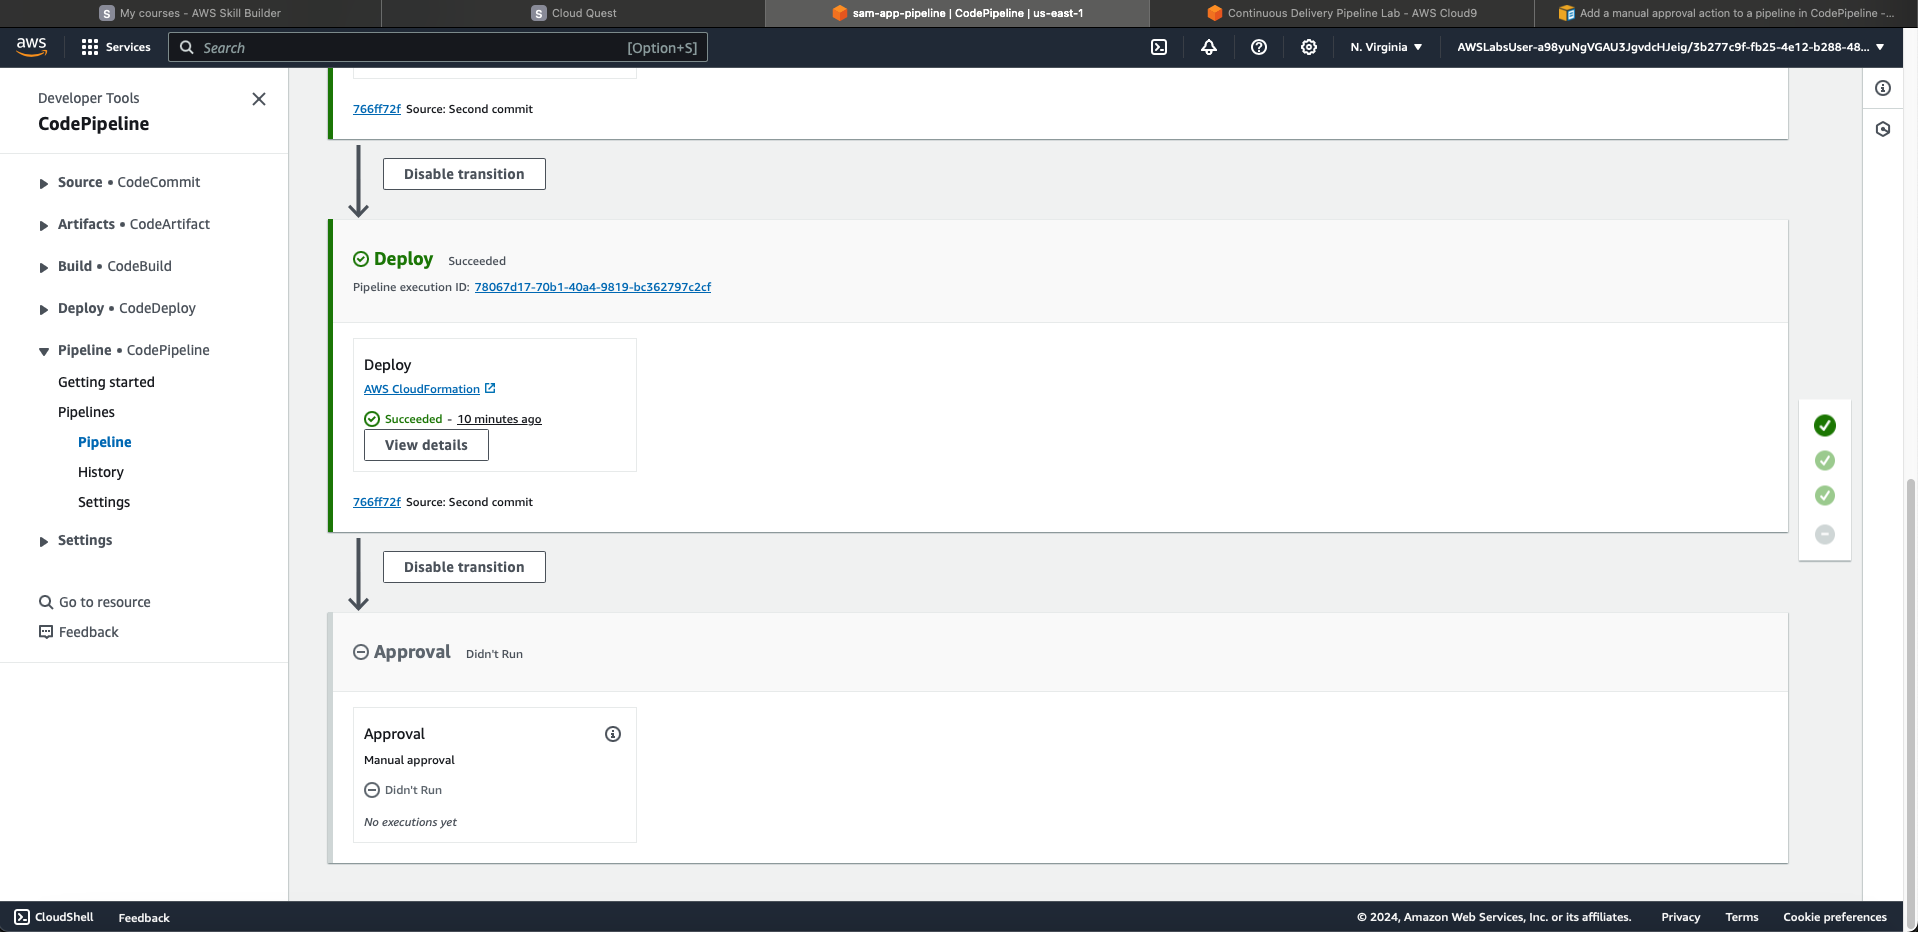 My courses - AWS Skill Builder
Cloud Quest
sam-app-pipeline | CodePipeline | us-east-1
Continuous Delivery Pipeline Lab - AWS Cloud9
Add a manual approval action to a pipeline in CodePipeline -...
aws
Services
Search
[Option+S]
N. Virginia
AWSLabsUser-a98yuNgVGAU3JgvdcHJeig/3b277c9f-fb25-4e12-b288-48...
Developer Tools
CodePipeline
Source • CodeCommit
Artifacts • CodeArtifact
Build • CodeBuild
Deploy • CodeDeploy
Pipeline • CodePipeline
Getting started
Pipelines
Pipeline
History
Settings
Settings
Go to resource
Feedback
766ff72f Source: Second commit
Disable transition
Deploy Succeeded
Pipeline execution ID: 78067d17-70b1-40a4-9819-bc362797c2cf
Deploy
AWS CloudFormation
Succeeded - 10 minutes ago
View details
766ff72f Source: Second commit
Disable transition
Approval Didn't Run
Approval
Manual approval
Didn't Run
No executions yet
CloudShell
Feedback
© 2024, Amazon Web Services, Inc. or its affiliates.
Privacy
Terms
Cookie preferences